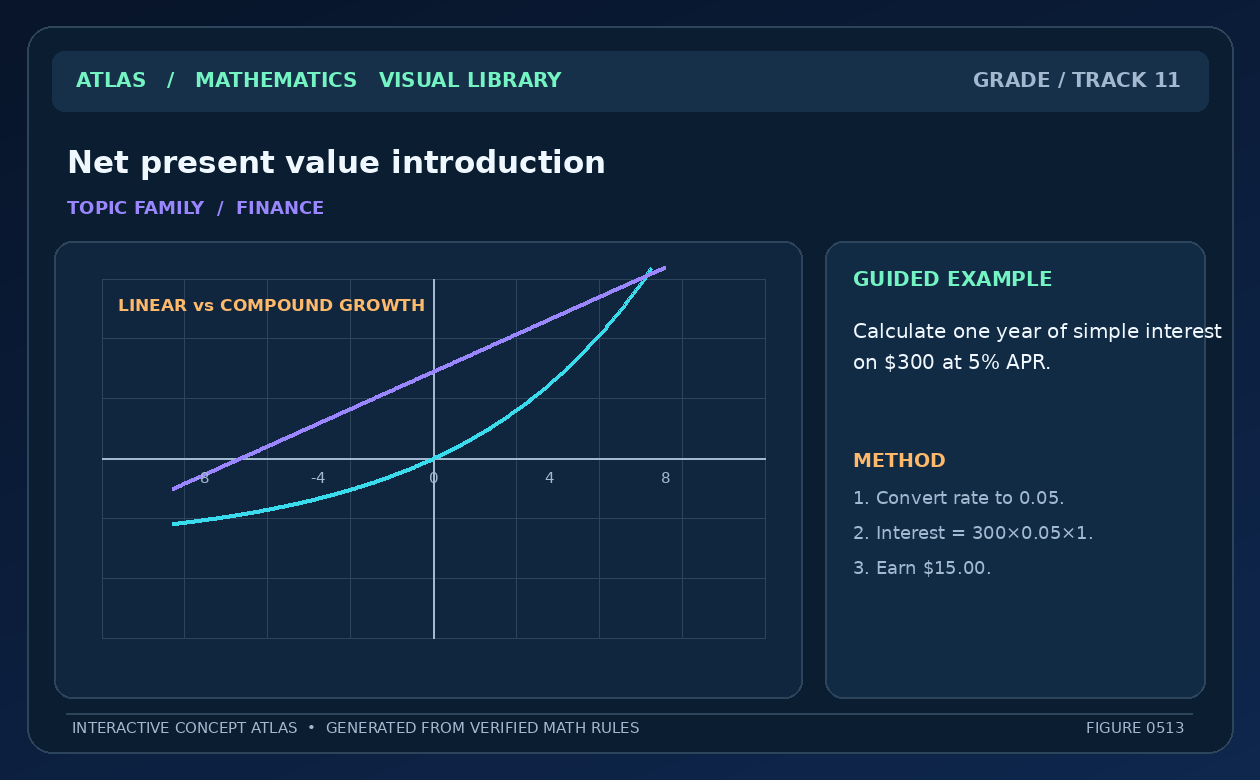 ATLAS / MATHEMATICS VISUAL LIBRARY
GRADE / TRACK 11
Net present value introduction
TOPIC FAMILY / FINANCE
LINEAR vs COMPOUND GROWTH
-8 -4 0 4 8
GUIDED EXAMPLE
Calculate one year of simple interest
on $300 at 5% APR.
METHOD
1. Convert rate to 0.05.
2. Interest = 300×0.05×1.
3. Earn $15.00.
INTERACTIVE CONCEPT ATLAS • GENERATED FROM VERIFIED MATH RULES
FIGURE 0513